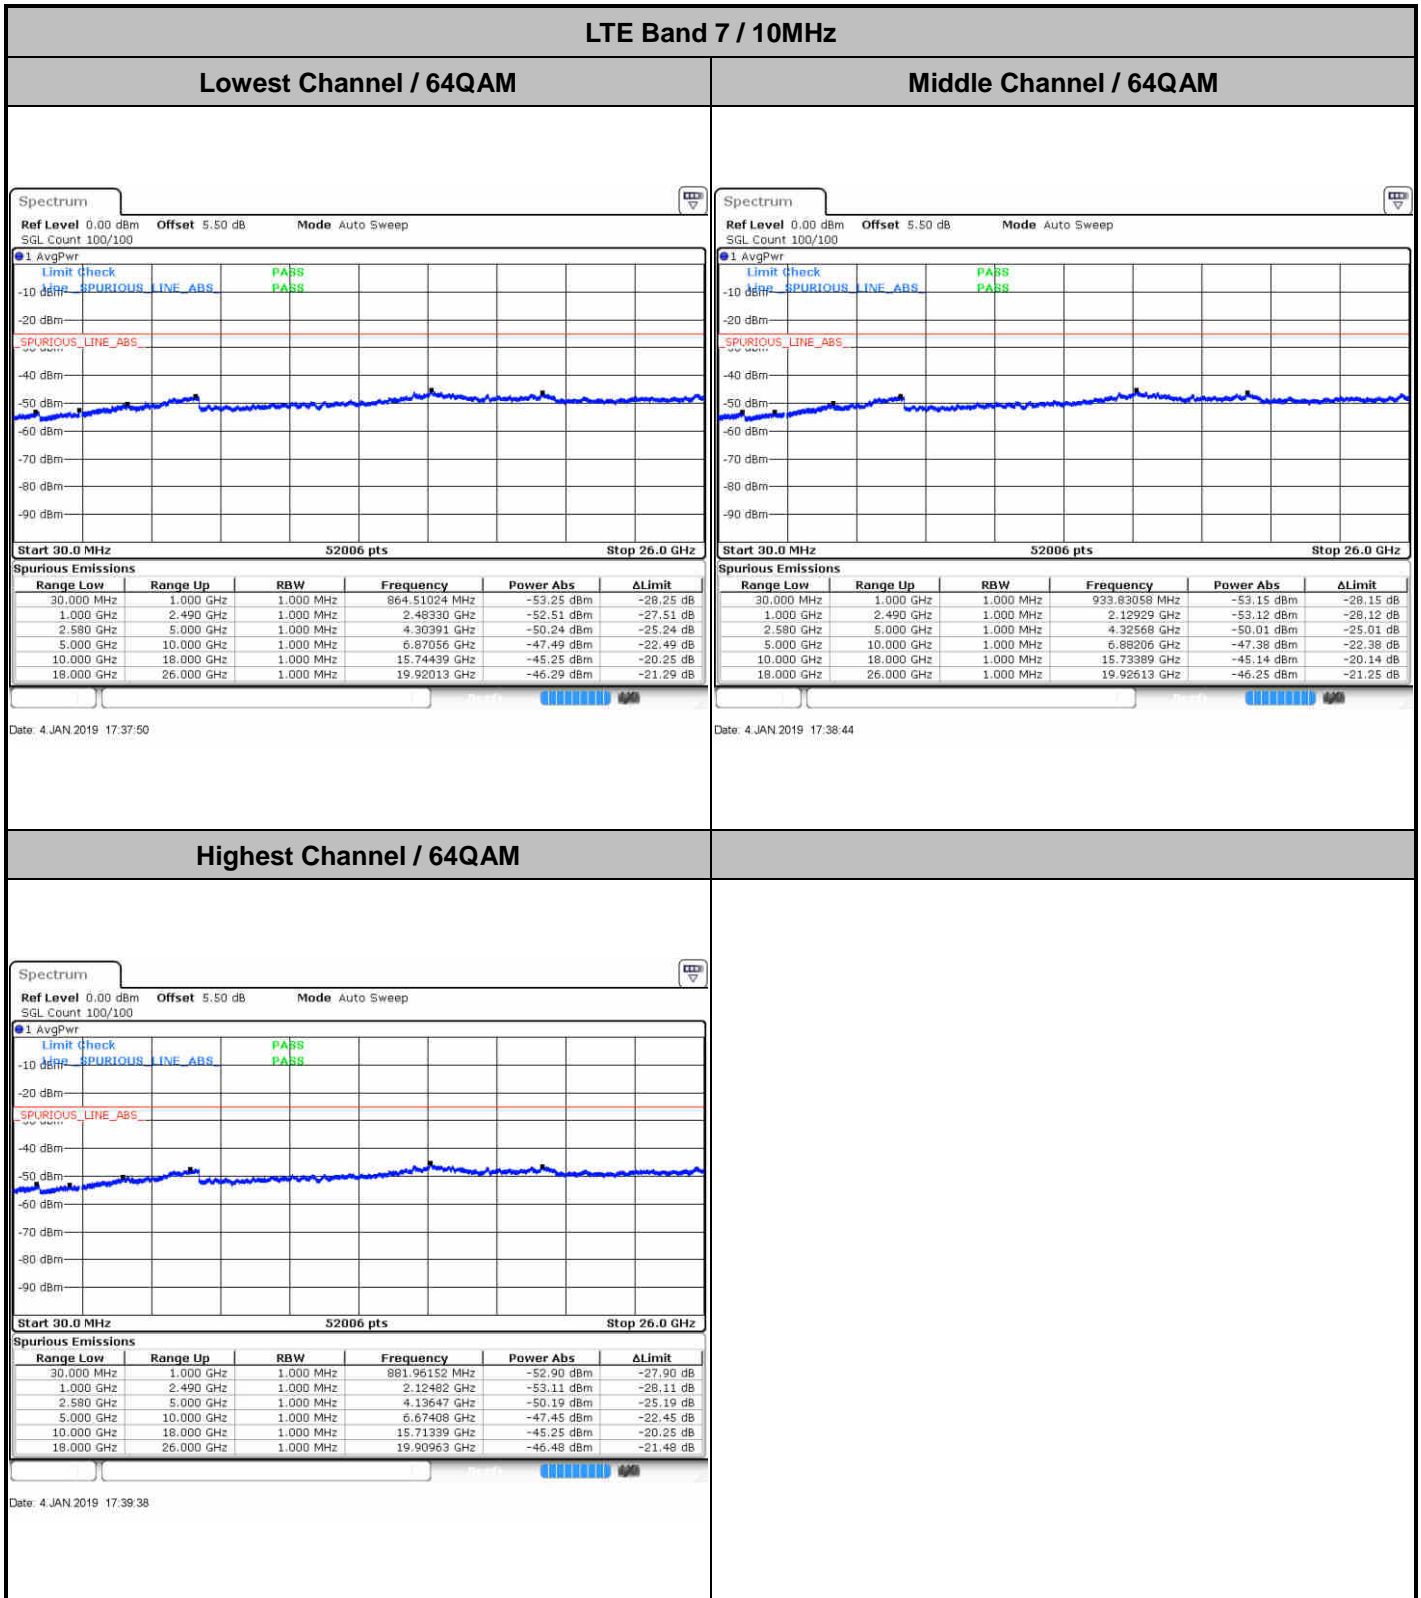 LTE Band 7 / 10MHz
Lowest Channel / 64QAM
Middle Channel / 64QAM
Spectrum
Ref Level 0.00 dBm Offset 5.50 dB Mode Auto Sweep
SGL Count 100/100
1 AvgPwr
Limit Check PASS
Line _SPURIOUS_LINE_ABS_ PASS
-10 dBm
-20 dBm
_SPURIOUS_LINE_ABS_
-30 dBm
-40 dBm
-50 dBm
-60 dBm
-70 dBm
-80 dBm
-90 dBm
Start 30.0 MHz 52006 pts Stop 26.0 GHz
Spurious Emissions
Range Low Range Up RBW Frequency Power Abs ΔLimit
30.000 MHz 1.000 GHz 1.000 MHz 864.51024 MHz -53.25 dBm -28.25 dB
1.000 GHz 2.490 GHz 1.000 MHz 2.48330 GHz -52.51 dBm -27.51 dB
2.580 GHz 5.000 GHz 1.000 MHz 4.30391 GHz -50.24 dBm -25.24 dB
5.000 GHz 10.000 GHz 1.000 MHz 6.87056 GHz -47.49 dBm -22.49 dB
10.000 GHz 18.000 GHz 1.000 MHz 15.74439 GHz -45.25 dBm -20.25 dB
18.000 GHz 26.000 GHz 1.000 MHz 19.92013 GHz -46.29 dBm -21.29 dB
Date: 4.JAN.2019 17:37:50
Spectrum
Ref Level 0.00 dBm Offset 5.50 dB Mode Auto Sweep
SGL Count 100/100
1 AvgPwr
Limit Check PASS
Line _SPURIOUS_LINE_ABS_ PASS
-10 dBm
-20 dBm
_SPURIOUS_LINE_ABS_
-30 dBm
-40 dBm
-50 dBm
-60 dBm
-70 dBm
-80 dBm
-90 dBm
Start 30.0 MHz 52006 pts Stop 26.0 GHz
Spurious Emissions
Range Low Range Up RBW Frequency Power Abs ΔLimit
30.000 MHz 1.000 GHz 1.000 MHz 933.83058 MHz -53.15 dBm -28.15 dB
1.000 GHz 2.490 GHz 1.000 MHz 2.12929 GHz -53.12 dBm -28.12 dB
2.580 GHz 5.000 GHz 1.000 MHz 4.32568 GHz -50.01 dBm -25.01 dB
5.000 GHz 10.000 GHz 1.000 MHz 6.88206 GHz -47.38 dBm -22.38 dB
10.000 GHz 18.000 GHz 1.000 MHz 15.73389 GHz -45.14 dBm -20.14 dB
18.000 GHz 26.000 GHz 1.000 MHz 19.92613 GHz -46.25 dBm -21.25 dB
Date: 4.JAN.2019 17:38:44
Highest Channel / 64QAM
Spectrum
Ref Level 0.00 dBm Offset 5.50 dB Mode Auto Sweep
SGL Count 100/100
1 AvgPwr
Limit Check PASS
Line _SPURIOUS_LINE_ABS_ PASS
-10 dBm
-20 dBm
_SPURIOUS_LINE_ABS_
-30 dBm
-40 dBm
-50 dBm
-60 dBm
-70 dBm
-80 dBm
-90 dBm
Start 30.0 MHz 52006 pts Stop 26.0 GHz
Spurious Emissions
Range Low Range Up RBW Frequency Power Abs ΔLimit
30.000 MHz 1.000 GHz 1.000 MHz 881.96152 MHz -52.90 dBm -27.90 dB
1.000 GHz 2.490 GHz 1.000 MHz 2.12482 GHz -53.11 dBm -28.11 dB
2.580 GHz 5.000 GHz 1.000 MHz 4.13647 GHz -50.19 dBm -25.19 dB
5.000 GHz 10.000 GHz 1.000 MHz 6.67408 GHz -47.45 dBm -22.45 dB
10.000 GHz 18.000 GHz 1.000 MHz 15.71339 GHz -45.25 dBm -20.25 dB
18.000 GHz 26.000 GHz 1.000 MHz 19.90963 GHz -46.48 dBm -21.48 dB
Date: 4.JAN.2019 17:39:38